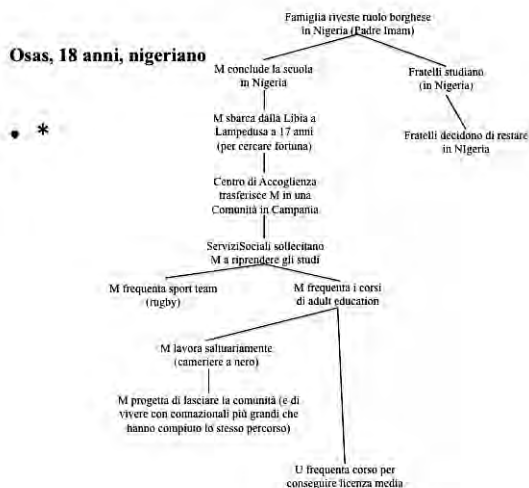 Famiglia riveste ruolo borghese
in Nigeria (Padre Imam)
Osas, 18 anni, nigeriano
M conclude la scuola
in Nigeria
Fratelli studiano
(in Nigeria)
M sbarca dalla Libia a
Lampedusa a 17 anni
(per cercare fortuna)
Fratelli decidono di restare
in NIgeria
• *
Centro di Accoglienza
trasferisce M in una
Comunità in Campania
ServiziSociali sollecitano
M a riprendere gli studi
M frequenta sport team
(rugby)
M frequenta i corsi
di adult education
M lavora saltuariamente
(cameriere a nero)
M progetta di lasciare la comunità (e di
vivere con connazionali più grandi che
hanno compiuto lo stesso percorso)
U frequenta corso per
conseguire licenza media